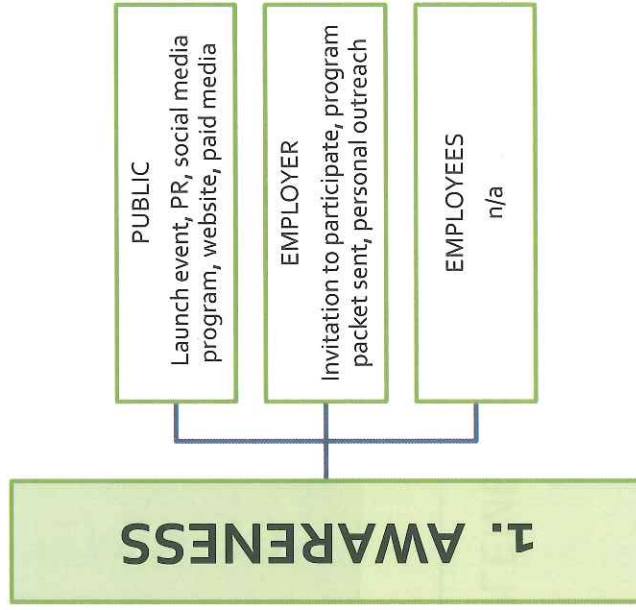 1. AWARENESS
PUBLIC
Launch event, PR, social media
program, website, paid media
EMPLOYER
Invitation to participate, program
packet sent, personal outreach
EMPLOYEES
n/a